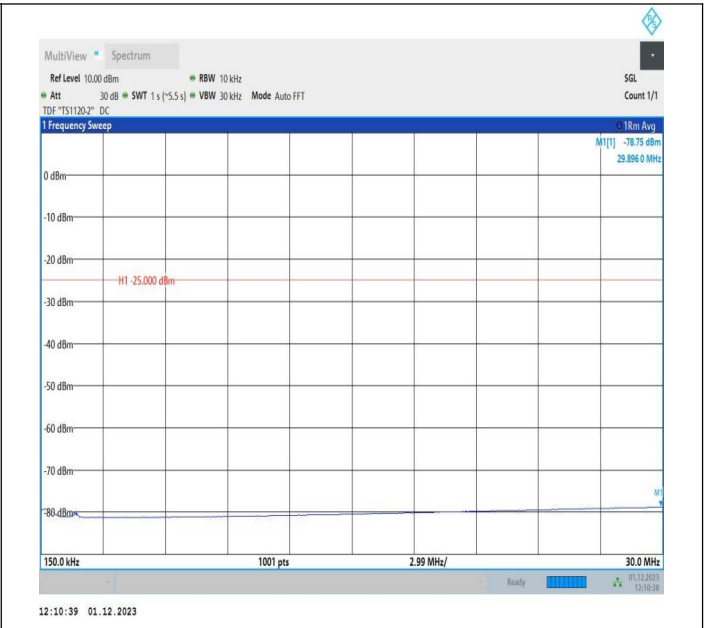 R S
MultiView Spectrum
Ref Level 10.00 dBm RBW 10 kHz SGL
Att 30 dB SWT 1 s (~5.5 s) VBW 30 kHz Mode Auto FFT Count 1/1
TDF "TS1120-2" DC
1 Frequency Sweep 1Rm Avg
M1[1] -78.75 dBm
29.896 0 MHz
0 dBm
-10 dBm
-20 dBm
H1 -25.000 dBm
-30 dBm
-40 dBm
-50 dBm
-60 dBm
-70 dBm
M1
-80 dBm
150.0 kHz 1001 pts 2.99 MHz/ 30.0 MHz
Ready 01.12.2023
12:10:38
12:10:39 01.12.2023